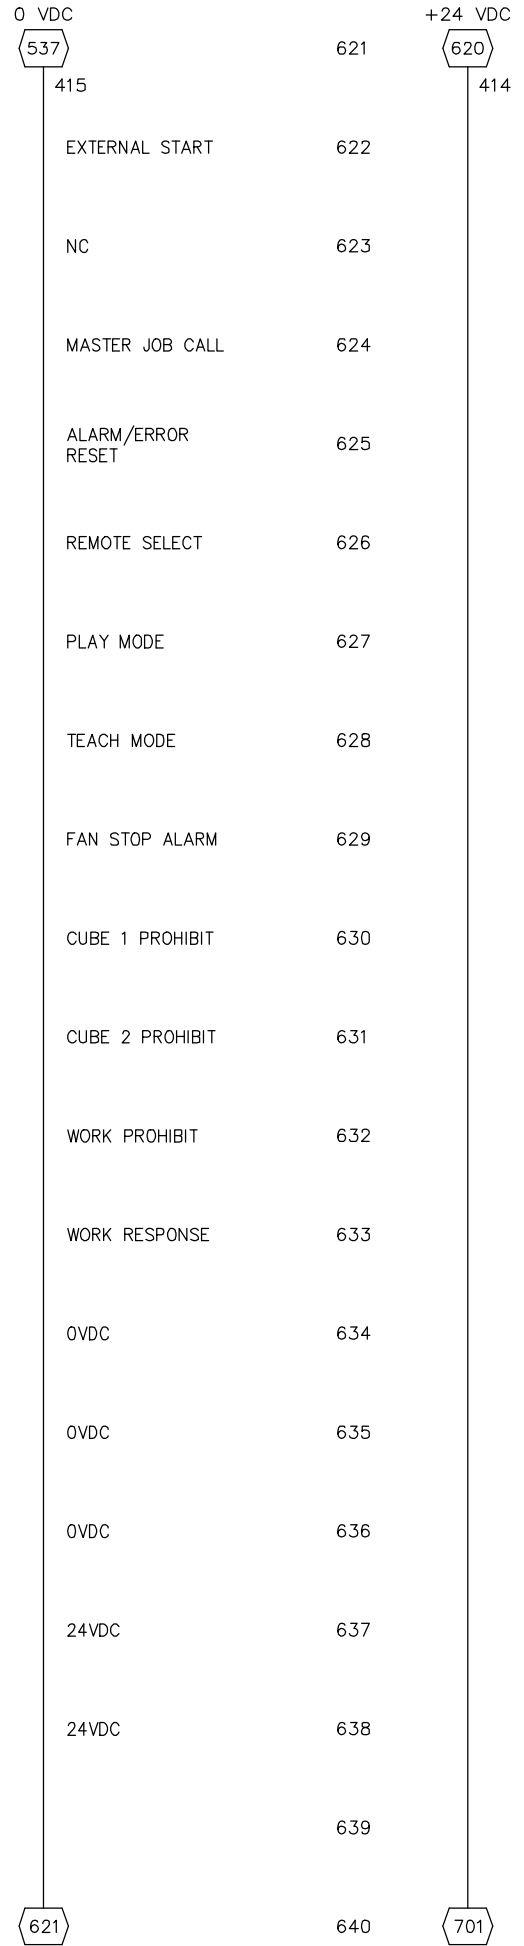 0 VDC +24 VDC
537 621 620
415 414
EXTERNAL START 622
NC 623
MASTER JOB CALL 624
ALARM/ERROR
RESET 625
REMOTE SELECT 626
PLAY MODE 627
TEACH MODE 628
FAN STOP ALARM 629
CUBE 1 PROHIBIT 630
CUBE 2 PROHIBIT 631
WORK PROHIBIT 632
WORK RESPONSE 633
0VDC 634
0VDC 635
0VDC 636
24VDC 637
24VDC 638
639
621 640 701